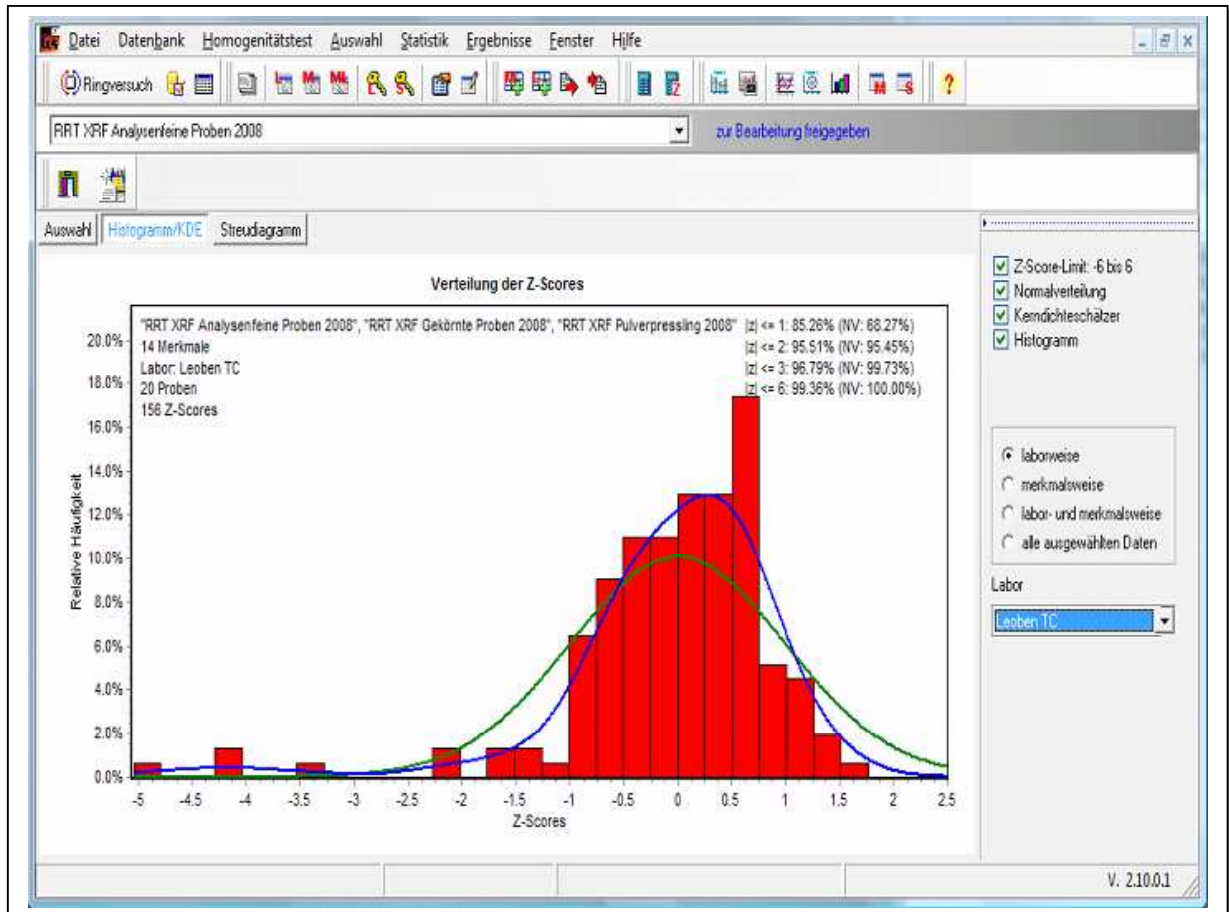 Datei Datenbank Homogenitätstest Auswahl Statistik Ergebnisse Fenster Hilfe
Ringversuch
RRT XRF Analysenfeine Proben 2008
zur Bearbeitung freigegeben
Auswahl Histogramm/KDE Streudiagramm
Verteilung der Z-Scores
"RRT XRF Analysenfeine Proben 2008", "RRT XRF Gekörnte Proben 2008", "RRT XRF Pulverpressling 2008"
14 Merkmale
Labor: Leoben TC
20 Proben
156 Z-Scores
|z| <= 1: 85.26% (NV: 68.27%)
|z| <= 2: 95.51% (NV: 95.45%)
|z| <= 3: 96.79% (NV: 99.73%)
|z| <= 6: 99.36% (NV: 100.00%)
Relative Häufigkeit
20.0%
18.0%
16.0%
14.0%
12.0%
10.0%
8.0%
6.0%
4.0%
2.0%
0.0%
-5 -4.5 -4 -3.5 -3 -2.5 -2 -1.5 -1 -0.5 0 0.5 1 1.5 2 2.5
Z-Scores
Z-Score-Limit: -6 bis 6
Normalverteilung
Kerndichteschätzer
Histogramm
laborweise
merkmalsweise
labor- und merkmalsweise
alle ausgewählten Daten
Labor
Leoben TC
V. 2.10.0.1